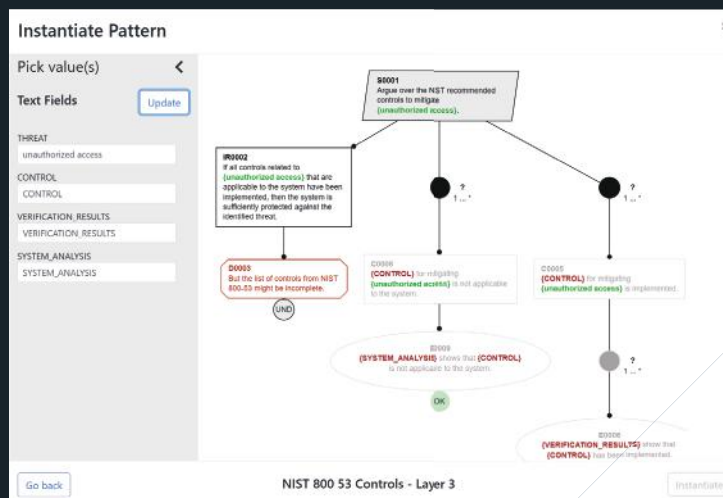 Instantiate Pattern
Pick value(s)
Text Fields
Update
THREAT
unauthorized access
CONTROL
CONTROL
VERIFICATION_RESULTS
VERIFICATION_RESULTS
SYSTEM_ANALYSIS
SYSTEM_ANALYSIS
S0001
Argue over the NST recommended
controls to mitigate
{unauthorized access}.
IR0002
If all controls related to
{unauthorized access} that are
applicable to the system have been
implemented, then the system is
sufficiently protected against the
identified threat.
?
1 ... *
?
1 ... *
D0003
But the list of controls from NIST
800-53 might be incomplete.
UND
{CONTROL} for mitigating
{unauthorized access} is not applicable
to the system.
C0005
{CONTROL} for mitigating
{unauthorized access} is implemented.
{SYSTEM_ANALYSIS} shows that {CONTROL}
is not applicaire to the system.
OK
?
1 ... *
{VERIFICATION_RESULTS} show that
{CONTROL} has been implemented.
Go back
NIST 800 53 Controls - Layer 3
Instantiate